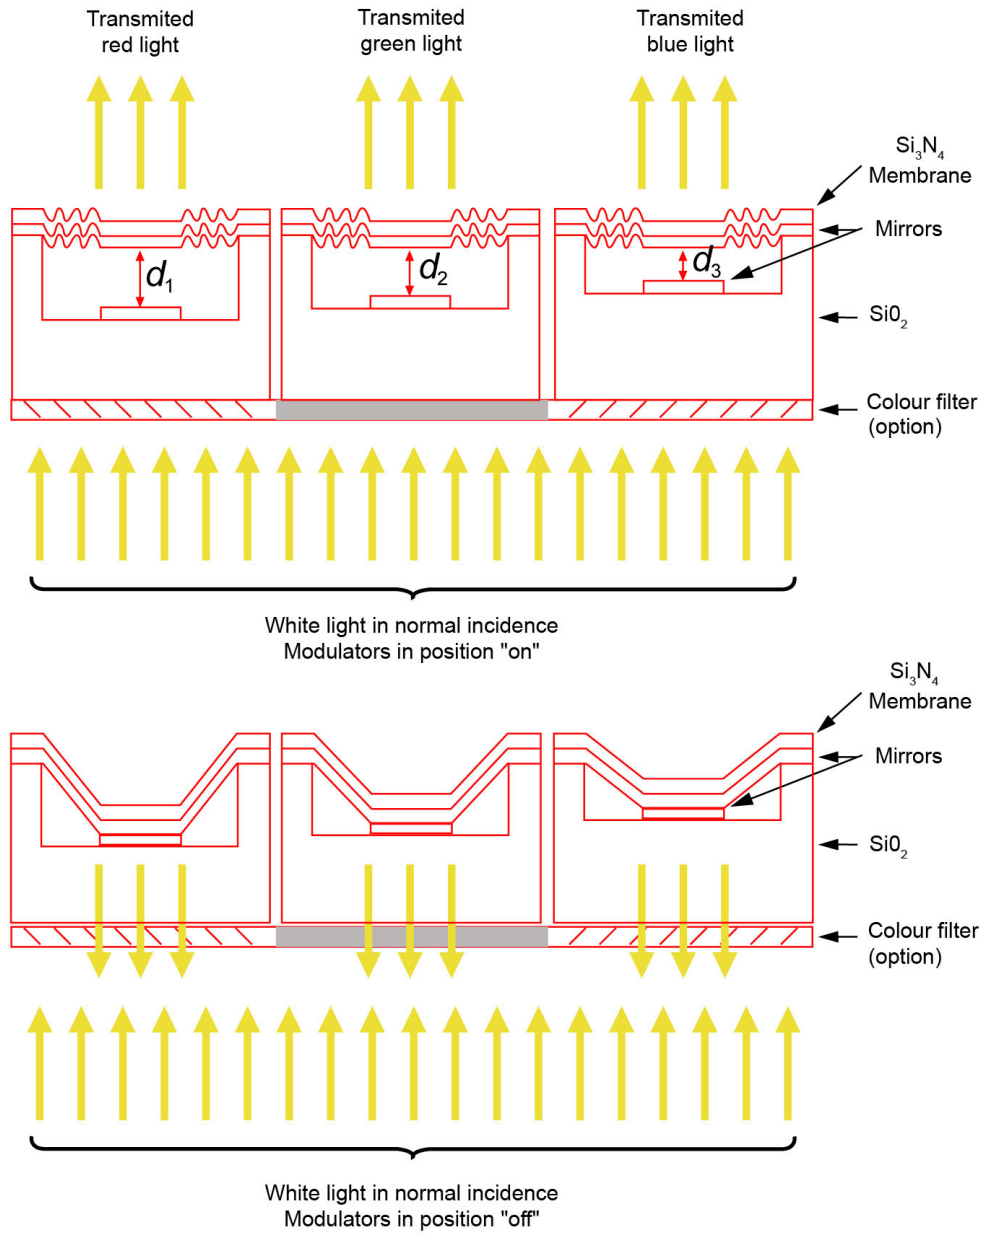 Transmited
red light
Transmited
green light
Transmited
blue light
Si₃N₄
Membrane
Mirrors
d₁
d₂
d₃
Si0₂
Colour filter
(option)
White light in normal incidence
Modulators in position "on"
Si₃N₄
Membrane
Mirrors
Si0₂
Colour filter
(option)
White light in normal incidence
Modulators in position "off"